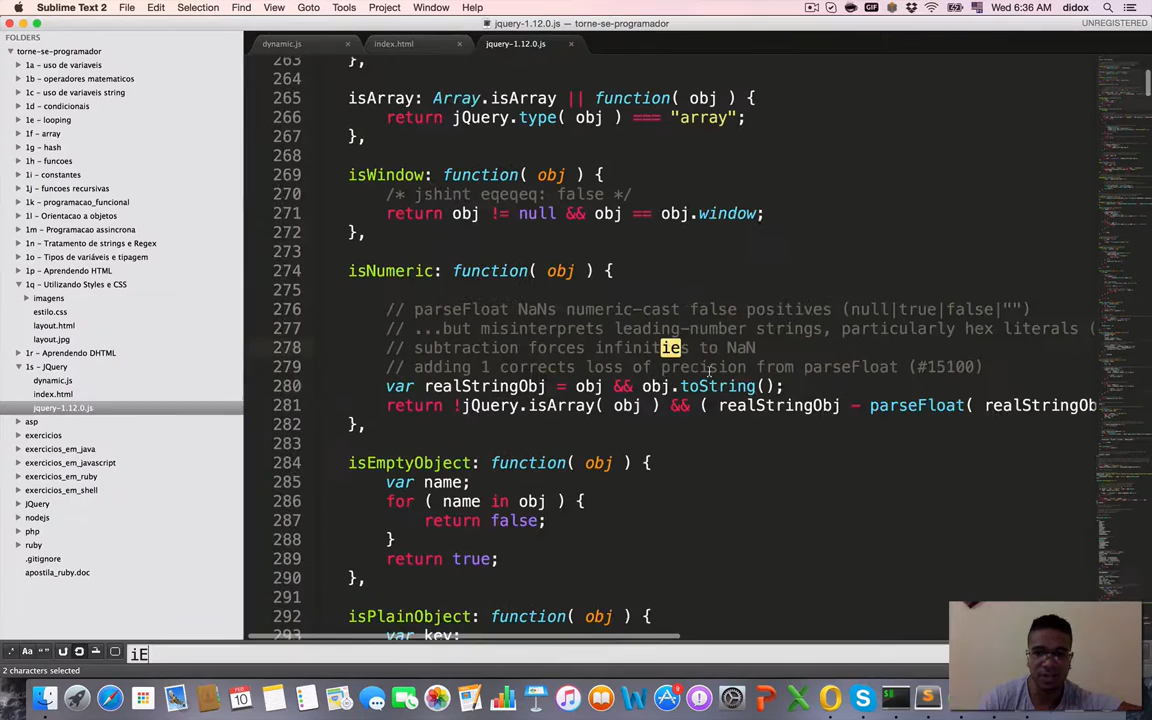 Sublime Text 2 File Edit Selection Find View Goto Tools Project Window Help Wed 6:36 AM didox
jquery-1.12.0.js — torne-se-programador UNREGISTERED
FOLDERS
torne-se-programador
1a - uso de variaveis
1b - operadores matematicos
1c - uso de variaveis string
1d - condicionais
1e - looping
1f - array
1g - hash
1h - funcoes
1i - constantes
1j - funcoes recursivas
1k - programacao_funcional
1l - Orientacao a objetos
1m - Programacao assincrona
1n - Tratamento de strings e Regex
1o - Tipos de variáveis e tipagem
1p - Aprendendo HTML
1q - Utilizando Styles e CSS
imagens
estilo.css
layout.html
layout.jpg
1r - Aprendendo DHTML
1s - JQuery
dynamic.js
index.html
jquery-1.12.0.js
asp
exercicios
exercicios_em_java
exercicios_em_javascript
exercicios_em_ruby
exercicios_em_shell
JQuery
nodejs
php
ruby
.gitignore
apostila_ruby.doc
dynamic.js index.html jquery-1.12.0.js
263 },
264
265 isArray: Array.isArray || function( obj ) {
266 return jQuery.type( obj ) === "array";
267 },
268
269 isWindow: function( obj ) {
270 /* jshint eqeqeq: false */
271 return obj != null && obj == obj.window;
272 },
273
274 isNumeric: function( obj ) {
275
276 // parseFloat NaNs numeric-cast false positives (null|true|false|"")
277 // ...but misinterprets leading-number strings, particularly hex literals (
278 // subtraction forces infinities to NaN
279 // adding 1 corrects loss of precision from parseFloat (#15100)
280 var realStringObj = obj && obj.toString();
281 return !jQuery.isArray( obj ) && ( realStringObj - parseFloat( realStringOb
282 },
283
284 isEmptyObject: function( obj ) {
285 var name;
286 for ( name in obj ) {
287 return false;
288 }
289 return true;
290 },
291
292 isPlainObject: function( obj ) {
293 var key;
.* Aa “” iE
2 characters selected